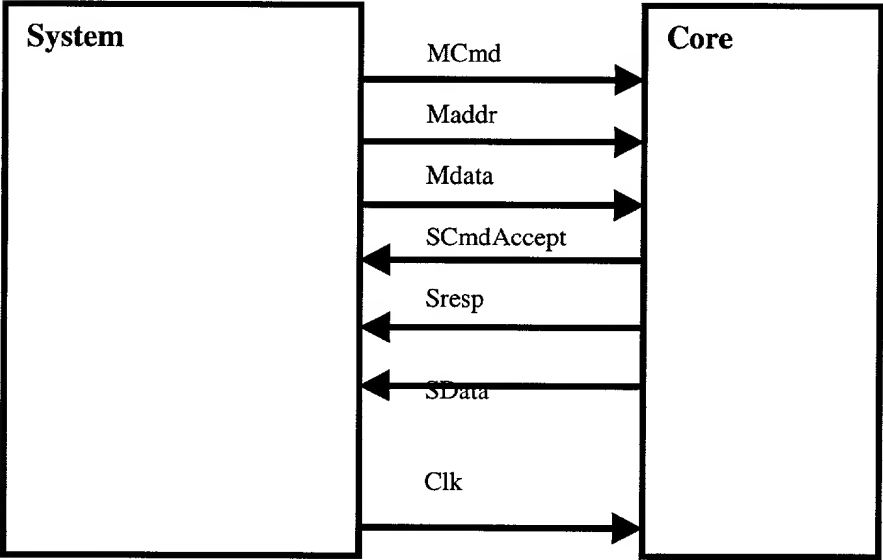 System
Core
MCmd
Maddr
Mdata
SCmdAccept
Sresp
SData
Clk